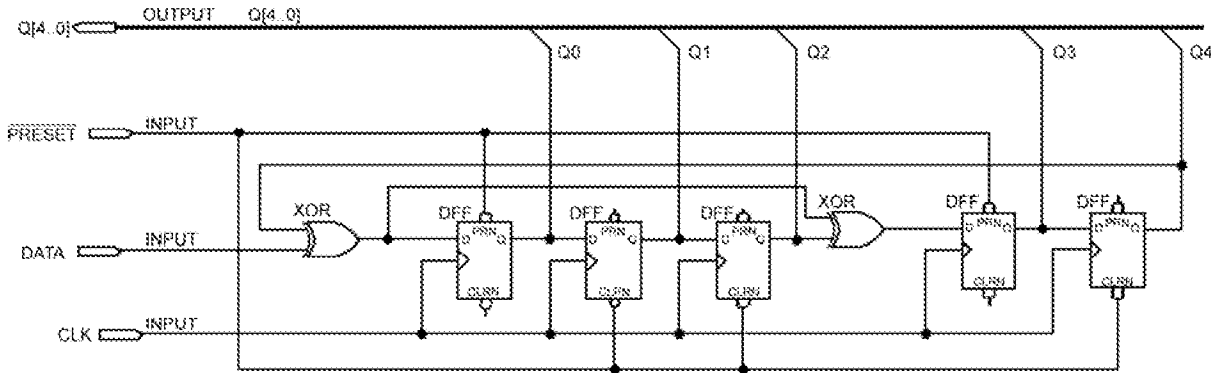 Q[4..0] OUTPUT Q[4..0]
Q0 Q1 Q2 Q3 Q4
PRESET INPUT
XOR DFF DFF DFF XOR DFF DFF
PRN PRN PRN PRN PRN
D Q D Q D Q D Q D Q
DATA INPUT
CLRN CLRN CLRN CLRN CLRN
CLK INPUT